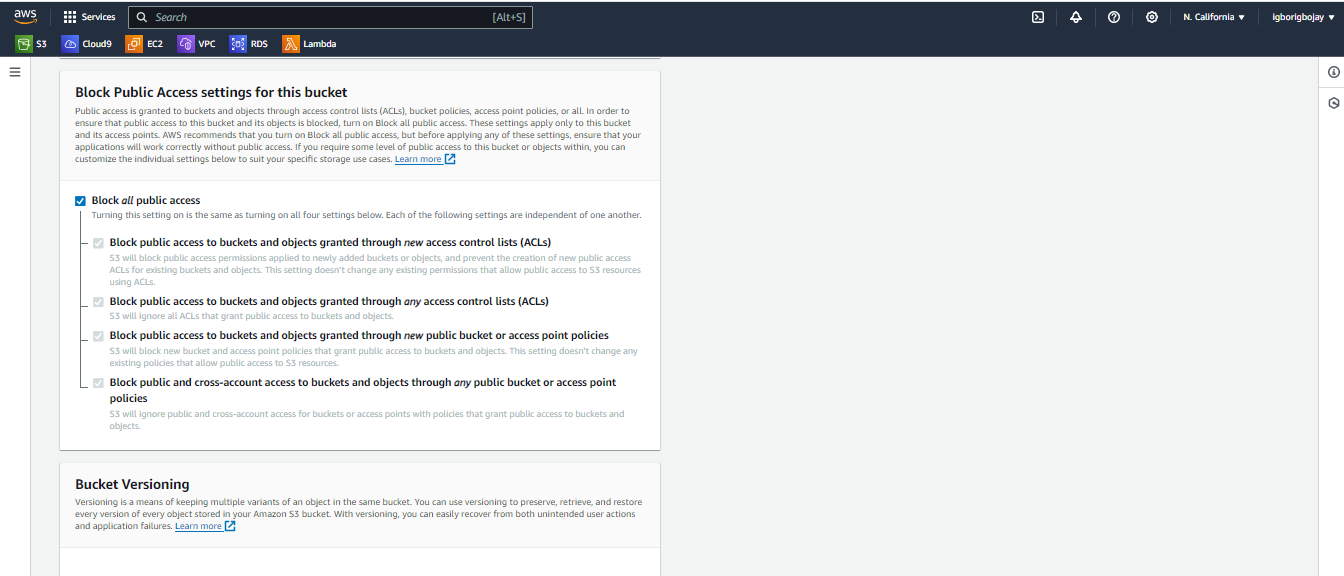 aws
Services
Search
[Alt+S]
N. California
igborigbojay
S3
Cloud9
EC2
VPC
RDS
Lambda
Block Public Access settings for this bucket
Public access is granted to buckets and objects through access control lists (ACLs), bucket policies, access point policies, or all. In order to
ensure that public access to this bucket and its objects is blocked, turn on Block all public access. These settings apply only to this bucket
and its access points. AWS recommends that you turn on Block all public access, but before applying any of these settings, ensure that your
applications will work correctly without public access. If you require some level of public access to this bucket or objects within, you can
customize the individual settings below to suit your specific storage use cases. Learn more
Block all public access
Turning this setting on is the same as turning on all four settings below. Each of the following settings are independent of one another.
Block public access to buckets and objects granted through new access control lists (ACLs)
S3 will block public access permissions applied to newly added buckets or objects, and prevent the creation of new public access
ACLs for existing buckets and objects. This setting doesn't change any existing permissions that allow public access to S3 resources
using ACLs.
Block public access to buckets and objects granted through any access control lists (ACLs)
S3 will ignore all ACLs that grant public access to buckets and objects.
Block public access to buckets and objects granted through new public bucket or access point policies
S3 will block new bucket and access point policies that grant public access to buckets and objects. This setting doesn't change any
existing policies that allow public access to S3 resources.
Block public and cross-account access to buckets and objects through any public bucket or access point
policies
S3 will ignore public and cross-account access for buckets or access points with policies that grant public access to buckets and
objects.
Bucket Versioning
Versioning is a means of keeping multiple variants of an object in the same bucket. You can use versioning to preserve, retrieve, and restore
every version of every object stored in your Amazon S3 bucket. With versioning, you can easily recover from both unintended user actions
and application failures. Learn more